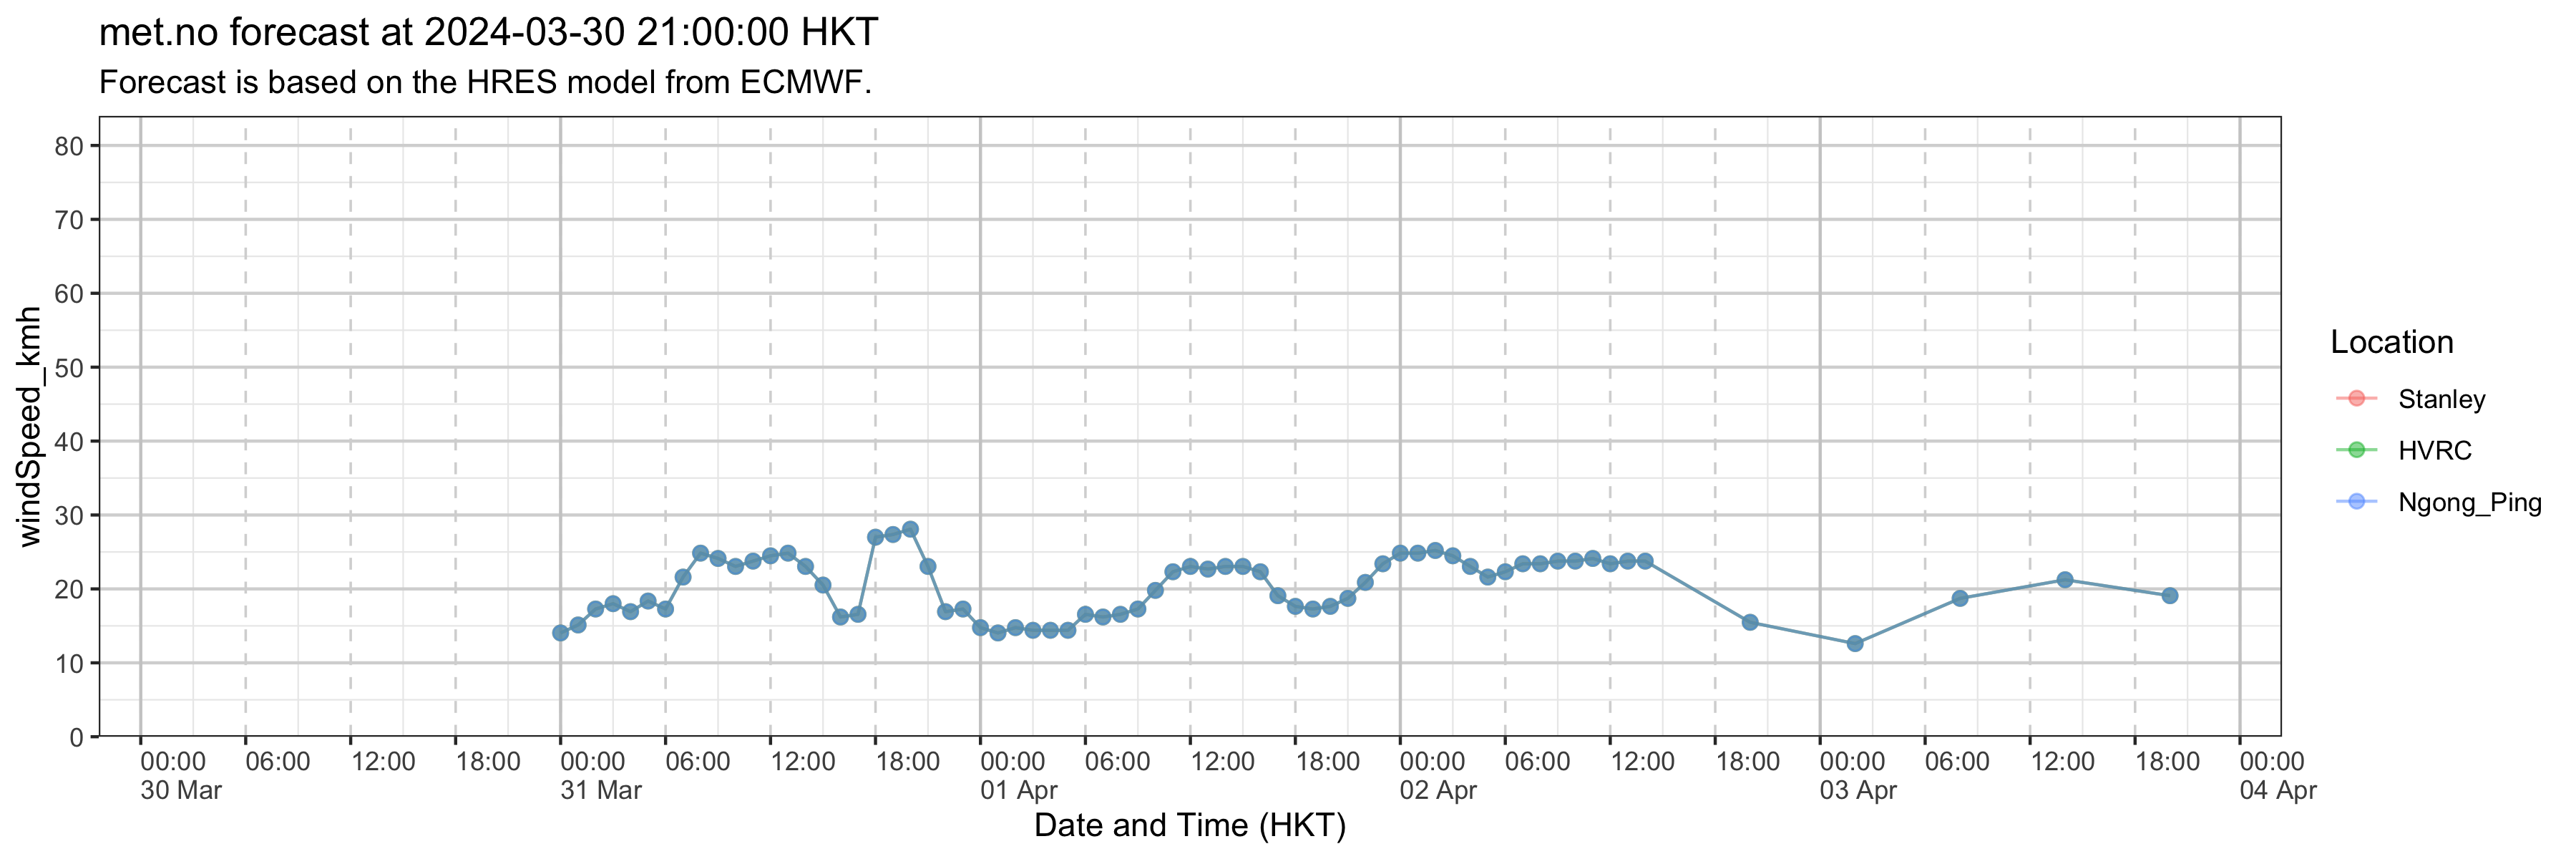 met.no forecast at 2024-03-30 21:00:00 HKT
Forecast is based on the HRES model from ECMWF.
windSpeed_kmh
80
70
60
50
40
30
20
10
0
00:00 06:00 12:00 18:00 00:00 06:00 12:00 18:00 00:00 06:00 12:00 18:00 00:00 06:00 12:00 18:00 00:00 06:00 12:00 18:00 00:00
30 Mar 31 Mar 01 Apr 02 Apr 03 Apr 04 Apr
Date and Time (HKT)
Location
Stanley
HVRC
Ngong_Ping